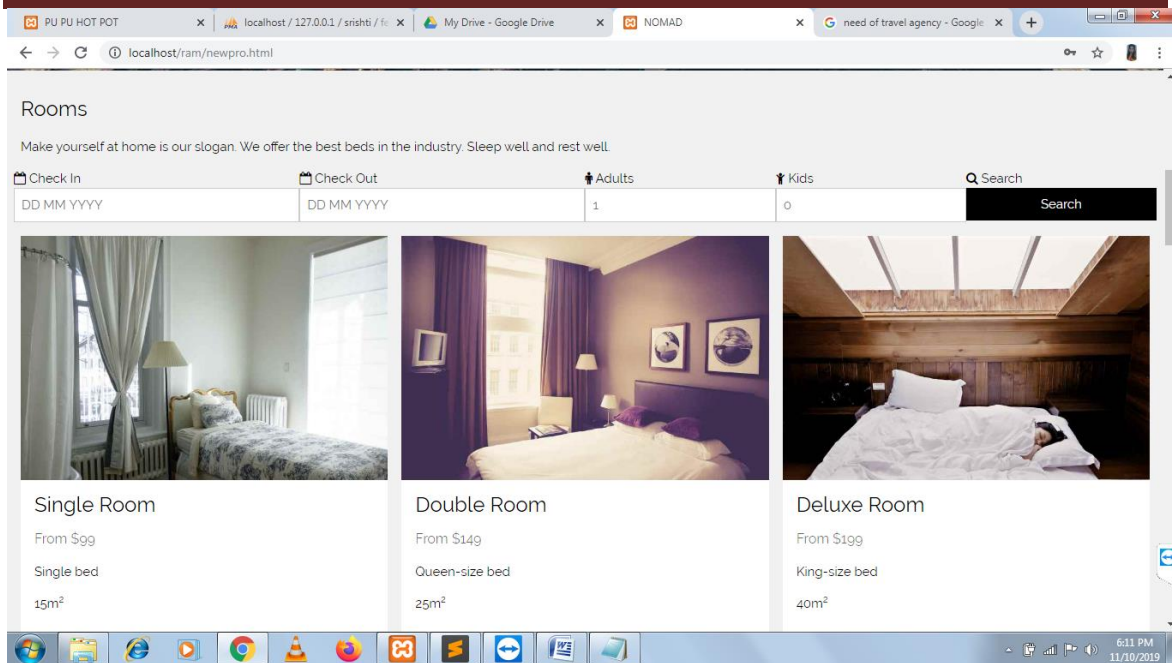 PU PU HOT POT
localhost / 127.0.0.1 / srishti / fe
My Drive - Google Drive
NOMAD
need of travel agency - Google
localhost/ram/newpro.html
Rooms
Make yourself at home is our slogan. We offer the best beds in the industry. Sleep well and rest well.
Check In Check Out Adults Kids Search
DD MM YYYY DD MM YYYY 1 0 Search
Single Room Double Room Deluxe Room
From $99 From $149 From $199
Single bed Queen-size bed King-size bed
15m² 25m² 40m²
6:11 PM
11/10/2019